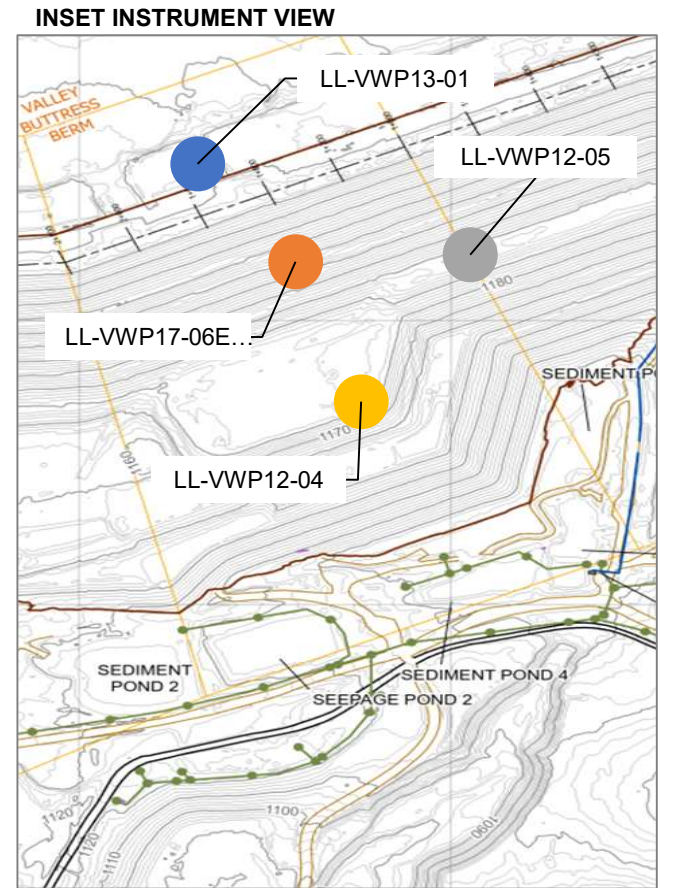 INSET INSTRUMENT VIEW
VALLEY
BUTTRESS
BERM
LL-VWP13-01
LL-VWP12-05
1180
LL-VWP17-06E...
SEDIMENT P
1170
1160
LL-VWP12-04
SEDIMENT
POND 2
SEDIMENT POND 4
SEEPAGE POND 2
1120
1120
1110
1100
1090